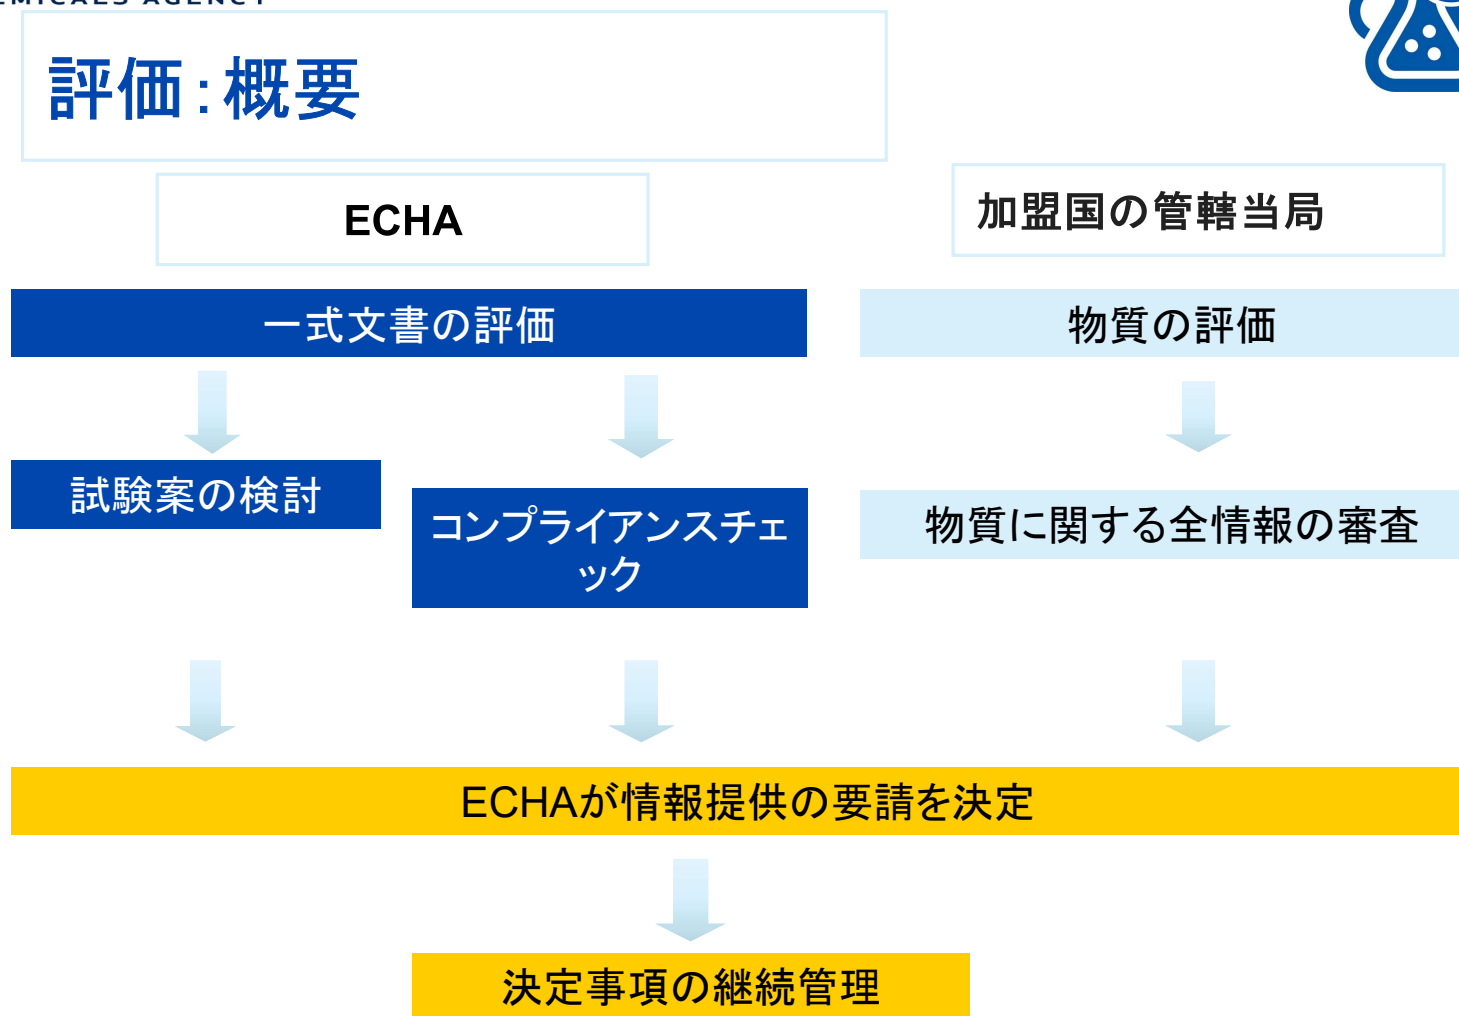 評価：概要
ECHA
加盟国の管轄当局
一式文書の評価
物質の評価
試験案の検討
コンプライアンスチェ
ック
物質に関する全情報の審査
ECHAが情報提供の要請を決定
決定事項の継続管理